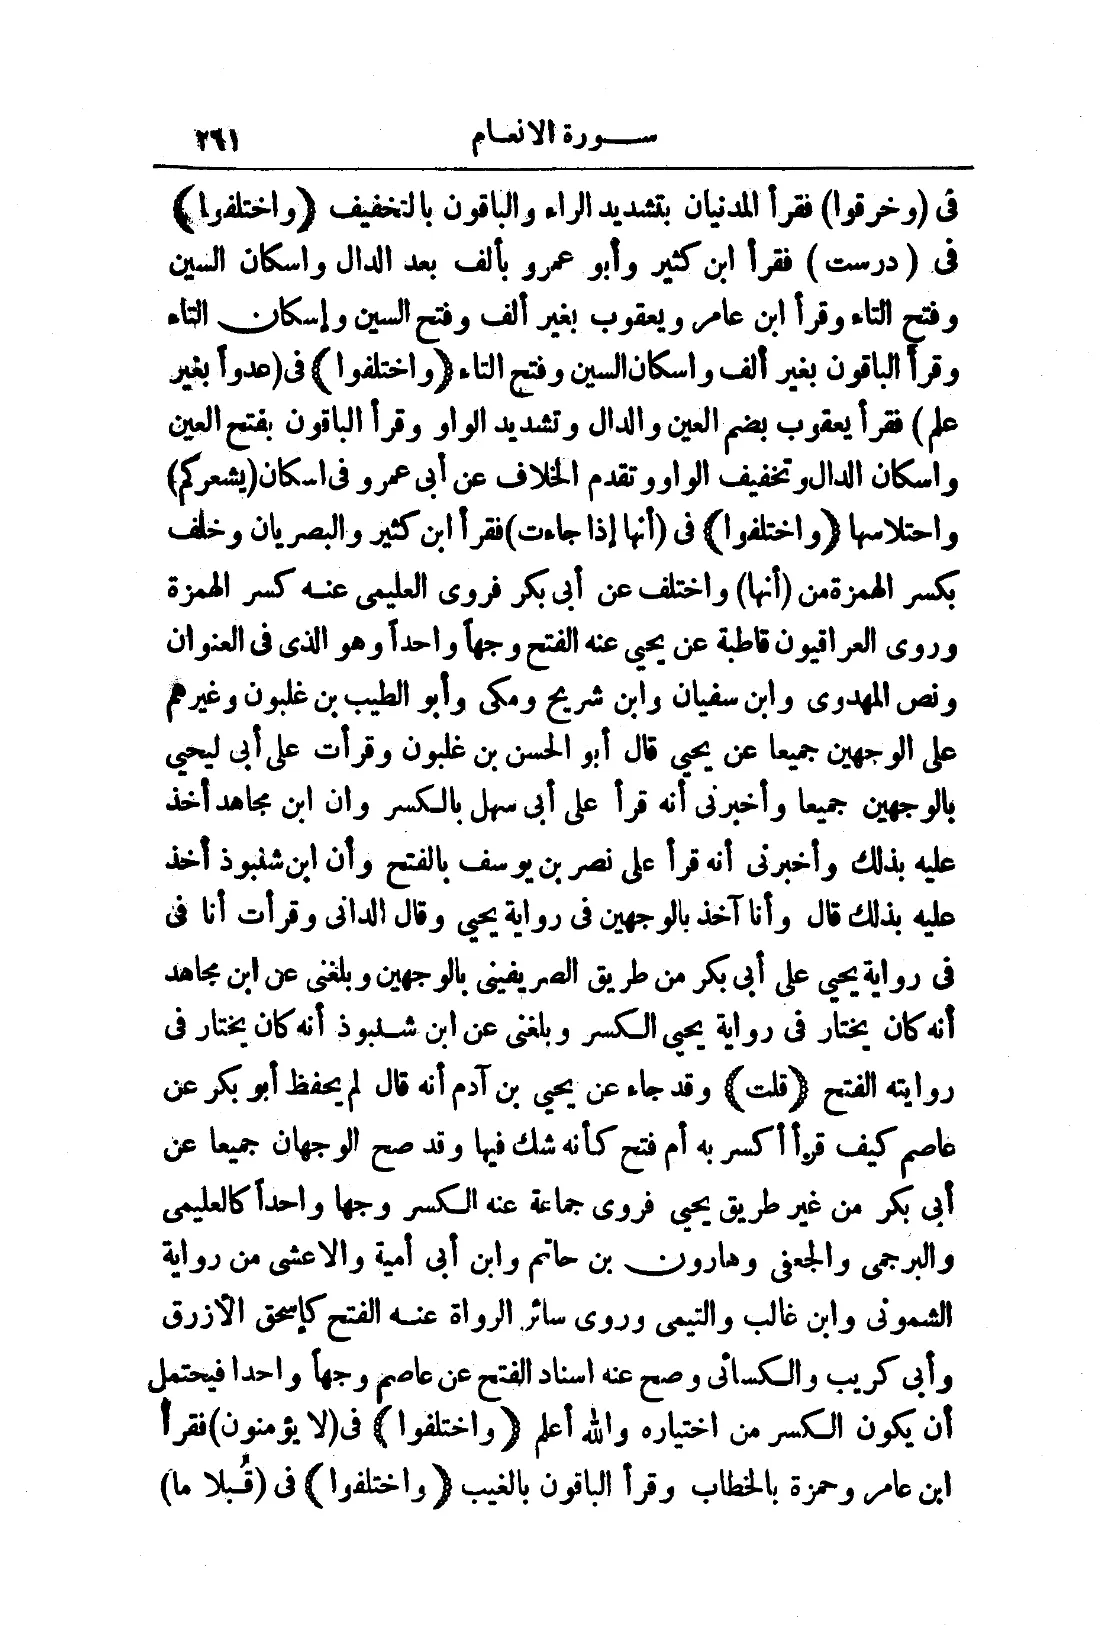 سورة الانعام ٢٦١
فى (وخرقوا) فقرأ المدنيان بتشديد الراء والباقون بالتخفيف ﴿واختلفوا﴾
فى (درست) فقرأ ابن كثير وأبو عمرو بألف بعد الدال واسكان السين
وفتح التاء وقرأ ابن عامر ويعقوب بغير ألف وفتح السين وإسكان التاء
وقرأ الباقون بغير ألف واسكان السين وفتح التاء ﴿واختلفوا﴾ فى (عدواً بغير
علم) فقرأ يعقوب بضم العين والدال وتشديد الواو وقرأ الباقون بفتح العين
واسكان الدال وتخفيف الواو وتقدم الخلاف عن أبى عمرو فى اسكان (يشعركم)
واحتلاسها ﴿واختلفوا﴾ فى (أنها إذا جاءت) فقرأ ابن كثير والبصريان وخلف
بكسر الهمزة من (أنها) واختلف عن أبى بكر فروى العليمى عنه كسر الهمزة
وروى العراقيون قاطبة عن يحيى عنه الفتح وجهاً واحداً وهو الذى فى العنوان
ونص المهدوى وابن سفيان وابن شريح ومكى وأبو الطيب بن غلبون وغيرهم
على الوجهين جميعا عن يحيى قال أبو الحسن بن غلبون وقرأت على أبى ليحيى
بالوجهين جميعا وأخبرنى أنه قرأ على أبى سهل بالكسر وان ابن مجاهد أخذ
عليه بذلك وأخبرنى أنه قرأ على نصر بن يوسف بالفتح وأن ابن شنبوذ أخذ
عليه بذلك قال وأنا آخذ بالوجهين فى رواية يحيى وقال الدانى وقرأت أنا فى
فى رواية يحيى على أبى بكر من طريق الصريفينى بالوجهين وبلغنى عن ابن مجاهد
أنه كان يختار فى رواية يحيى الكسر وبلغنى عن ابن شنبوذ أنه كان يختار فى
روايته الفتح ﴿قلت﴾ وقد جاء عن يحيى بن آدم أنه قال لم يحفظ أبو بكر عن
عاصم كيف قرأ أكسر به أم فتح كأنه شك فيها وقد صح الوجهان جميعا عن
أبى بكر من غير طريق يحيى فروى جماعة عنه الكسر وجها واحداً كالعليمى
والبرجمى والجعفى وهارون بن حاتم وابن أبى أمية والاعشى من رواية
الشمونى وابن غالب والتيمى وروى سائر الرواة عنه الفتح كإسحق الأزرق
وأبى كريب والكسائى وصح عنه اسناد الفتح عن عاصم وجهاً واحدا فيحتمل
أن يكون الكسر من اختياره والله أعلم ﴿واختلفوا﴾ فى (لا يؤمنون) فقرأ
ابن عامر وحمزة بالخطاب وقرأ الباقون بالغيب ﴿واختلفوا﴾ فى (قُبُلا ما)